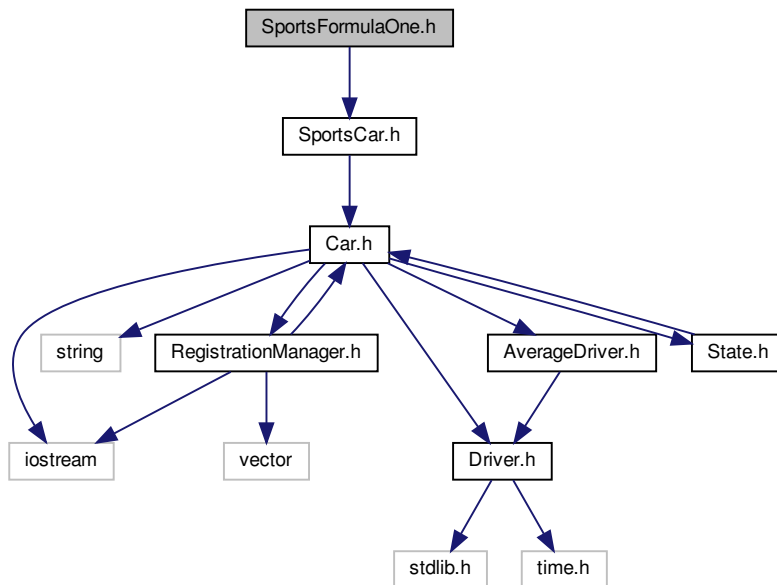 SportsFormulaOne.h
SportsCar.h
Car.h
string
RegistrationManager.h
AverageDriver.h
State.h
iostream
vector
Driver.h
stdlib.h
time.h